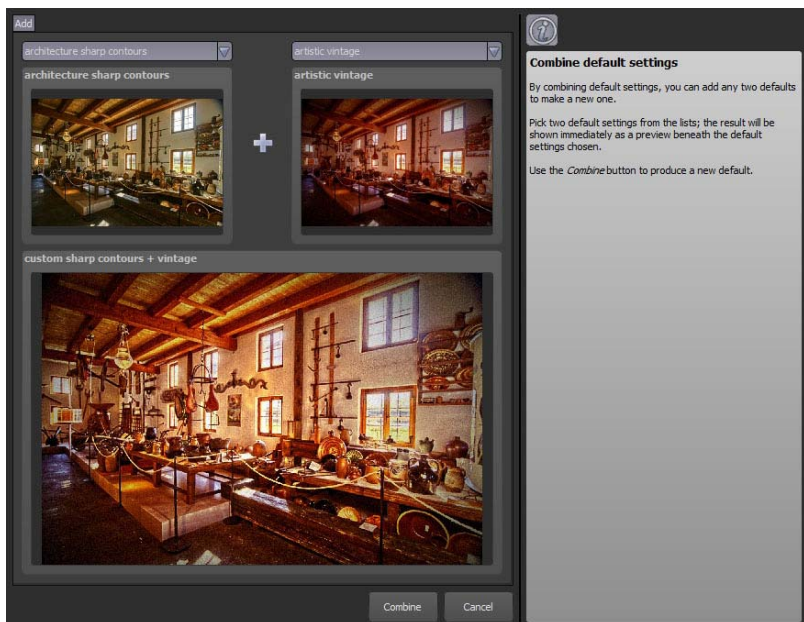 Add
architecture sharp contours
artistic vintage
architecture sharp contours
artistic vintage
custom sharp contours + vintage
Combine
Cancel
Combine default settings
By combining default settings, you can add any two defaults
to make a new one.
Pick two default settings from the lists; the result will be
shown immediately as a preview beneath the default
settings chosen.
Use the Combine button to produce a new default.